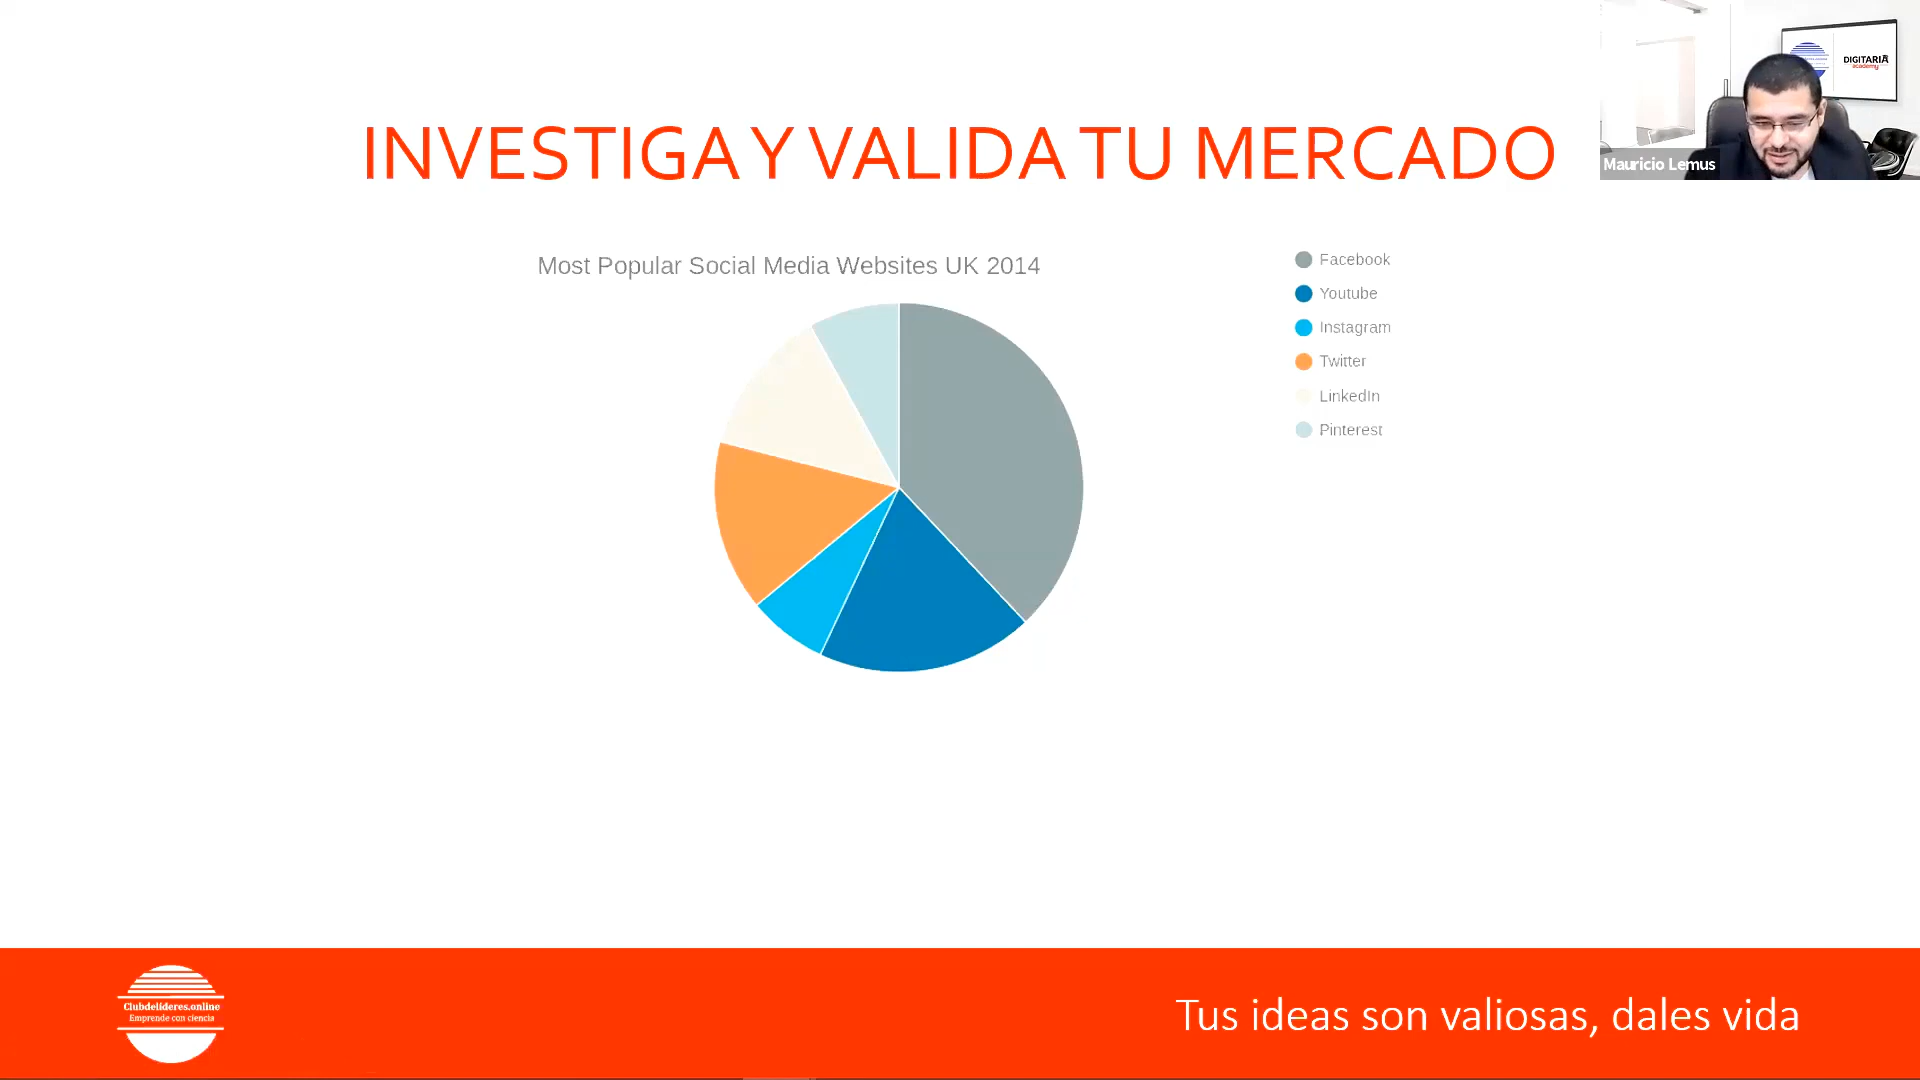 DIGITARIA
academy
Mauricio Lemus
INVESTIGA Y VALIDA TU MERCADO
Most Popular Social Media Websites UK 2014
Facebook
Youtube
Instagram
Twitter
LinkedIn
Pinterest
Clubdelideres.online
Emprende con ciencia
Tus ideas son valiosas, dales vida